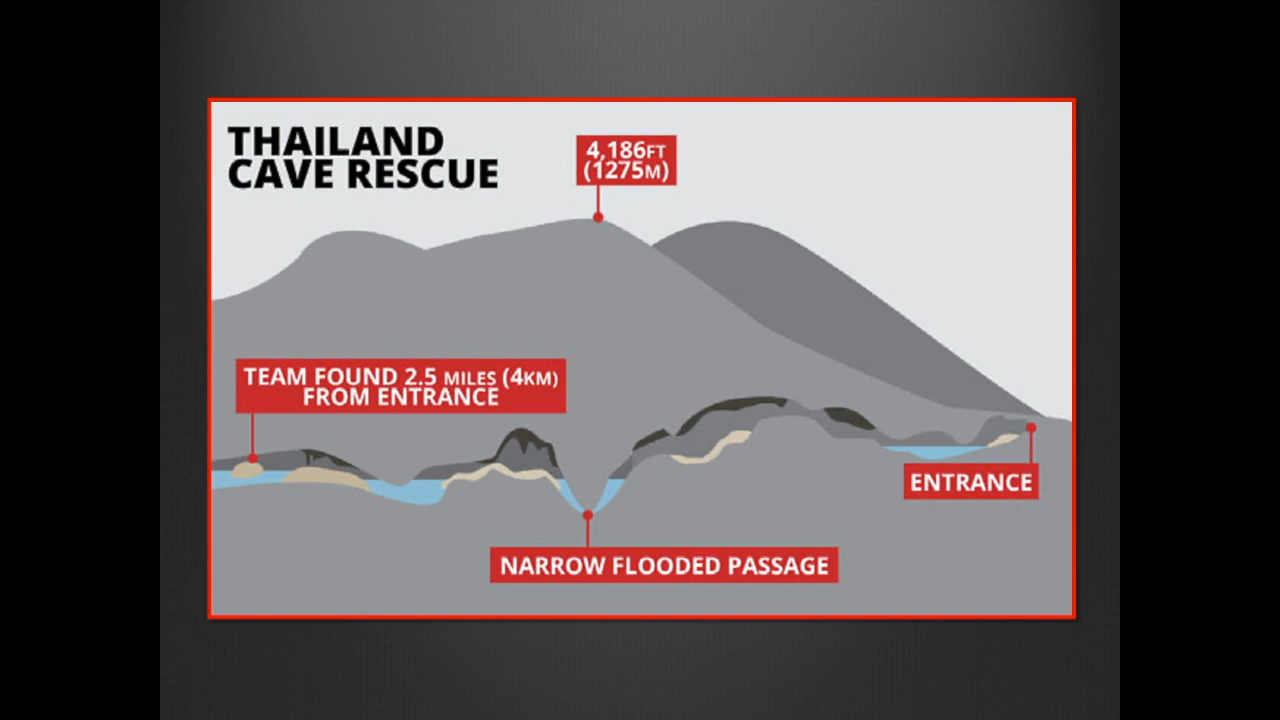 THAILAND
CAVE RESCUE
4,186FT
(1275M)
TEAM FOUND 2.5 MILES (4KM)
FROM ENTRANCE
ENTRANCE
NARROW FLOODED PASSAGE